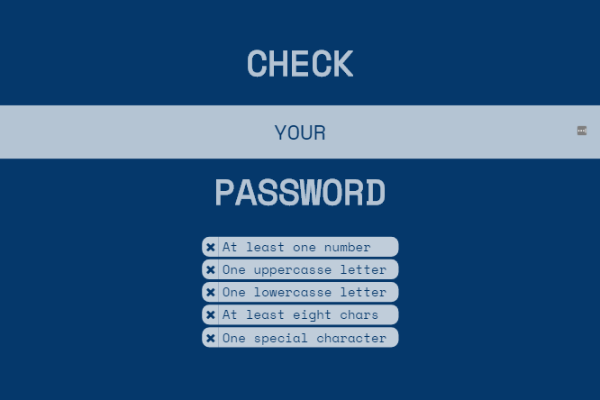 CHECK
YOUR
PASSWORD
✖ At least one number
✖ One uppercasse letter
✖ One lowercasse letter
✖ At least eight chars
✖ One special character